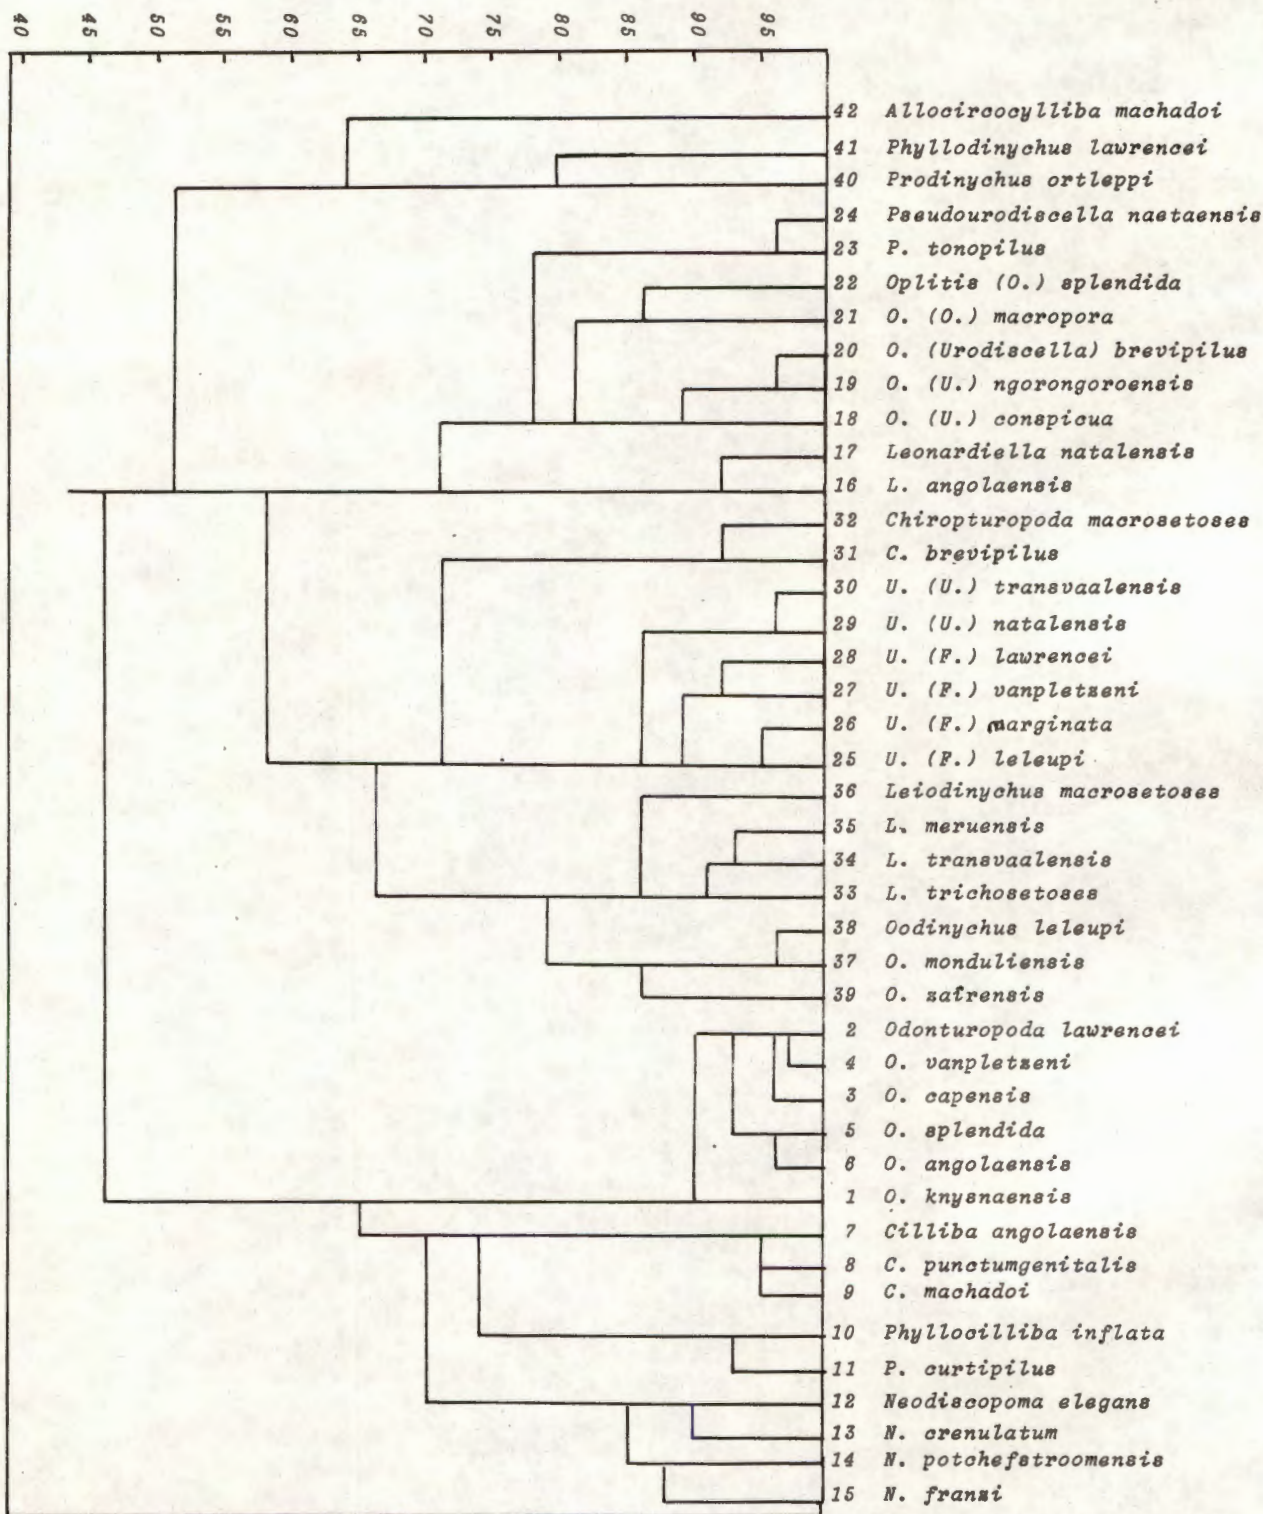 40 45 50 55 60 65 70 75 80 85 90 95
42 Allocircocylliba machadoi
41 Phyllodinychus lawrencei
40 Prodinychus ortleppi
24 Pseudourodiscella naetaensis
23 P. tonopilus
22 Oplitis (O.) splendida
21 O. (O.) macropora
20 O. (Urodiscella) brevipilus
19 O. (U.) ngorongoroensis
18 O. (U.) conspicua
17 Leonardiella natalensis
16 L. angolaensis
32 Chiropturopoda macrosetoses
31 C. brevipilus
30 U. (U.) transvaalensis
29 U. (U.) natalensis
28 U. (F.) lawrencei
27 U. (F.) vanpletzeni
26 U. (F.) marginata
25 U. (F.) leleupi
36 Leiodinychus macrosetoses
35 L. meruensis
34 L. transvaalensis
33 L. trichosetoses
38 Oodinychus leleupi
37 O. monduliensis
39 O. zaïrensis
2 Odonturopoda lawrencei
4 O. vanpletzeni
3 O. capensis
5 O. splendida
6 O. angolaensis
1 O. knysnaensis
7 Cilliba angolaensis
8 C. punctumgenitalis
9 C. machadoi
10 Phyllocilliba inflata
11 P. curtipilus
12 Neodiscopoma elegans
13 N. crenulatum
14 N. potchefstroomensis
15 N. franzi